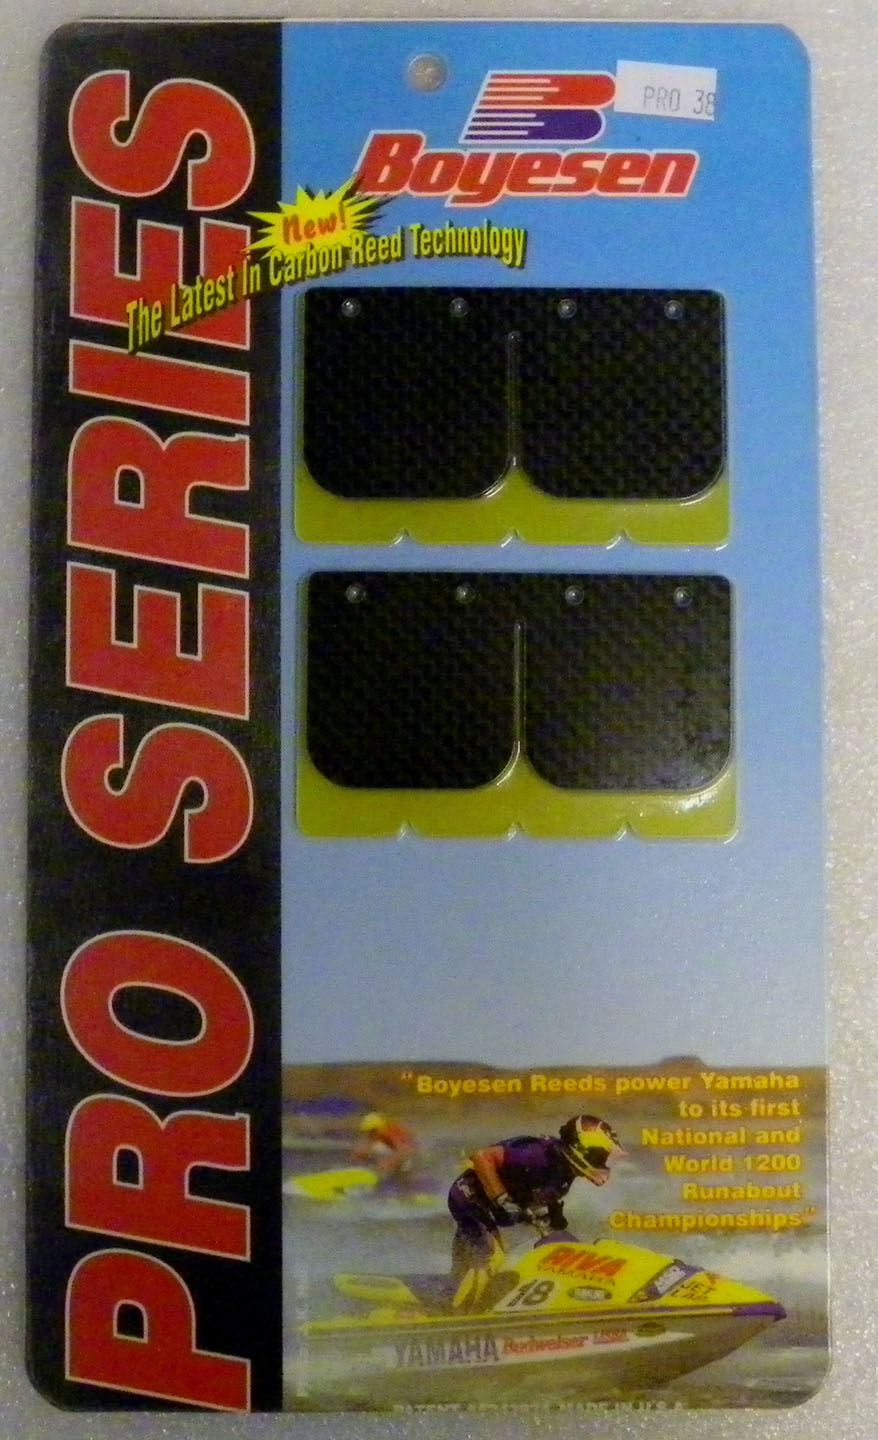 PRO SERIES
PRO 38
Boyesen
New!
The Latest In Carbon Reed Technology
"Boyesen Reeds power Yamaha
to its first
National and
World 1200
Runabout
Championships"
RIVA
YAMAHA
18
YAMAHA Budweiser
MADE IN U.S.A.